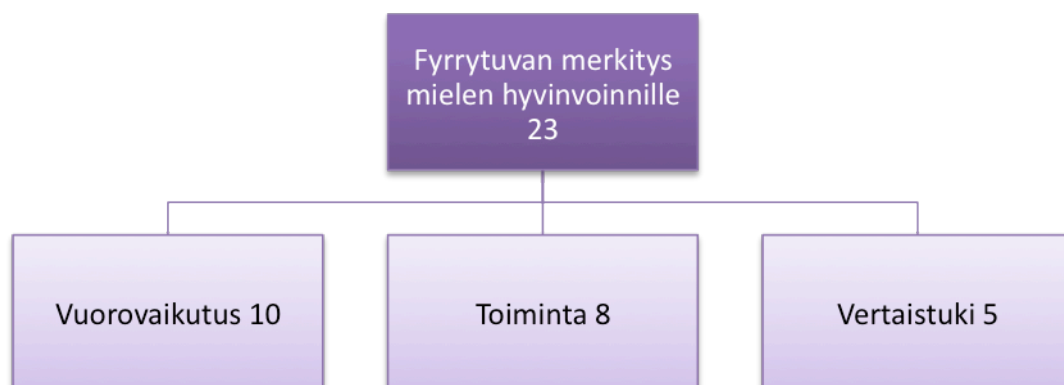 Fyrrytuvan merkitys
mielen hyvinvoinnille
23
Vuorovaikutus 10
Toiminta 8
Vertaistuki 5